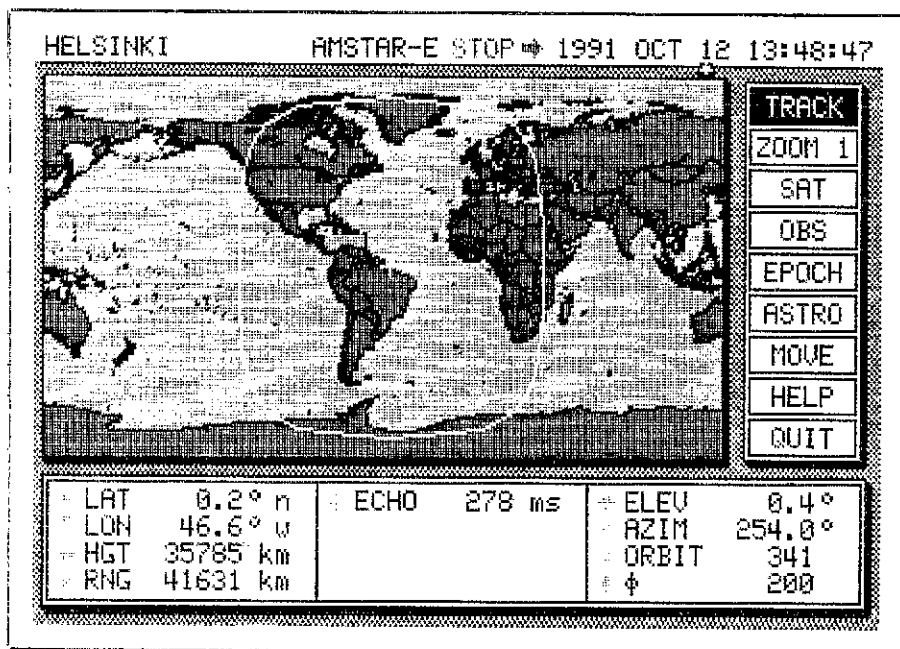 HELSINKI AMSTAR-E STOP ➡ 1991 OCT 12 13:48:47
TRACK
ZOOM 1
SAT
OBS
EPOCH
ASTRO
MOVE
HELP
QUIT
LAT 0.2° n
LON 46.6° w
HGT 35785 km
RNG 41631 km
ECHO 278 ms
ELEV 0.4°
AZIM 254.0°
ORBIT 341
ϕ 200